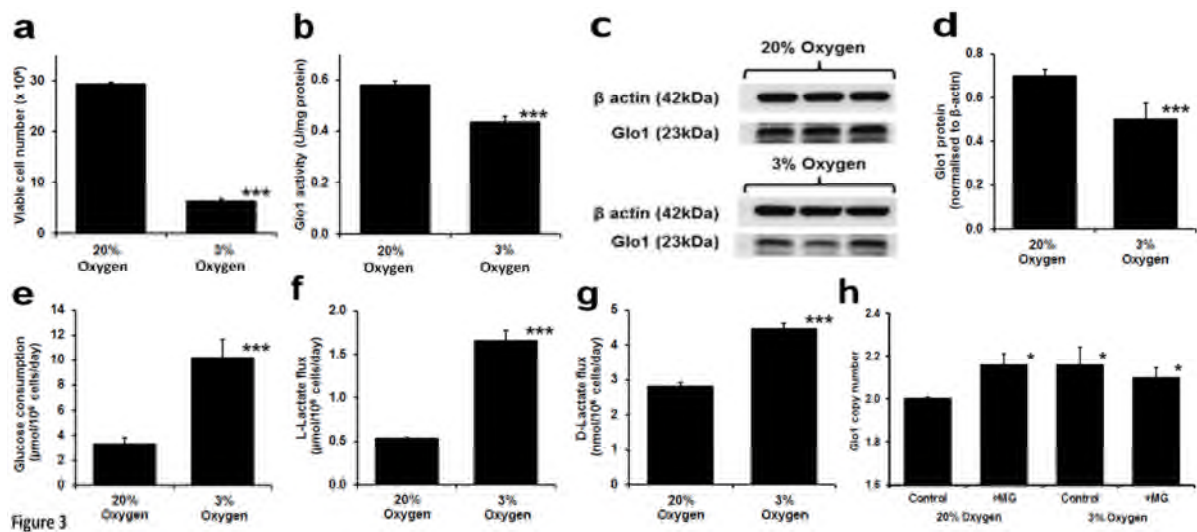 a
Viable cell number (x 10⁶)
30
20
10
0
20%
Oxygen
3%
Oxygen
***
b
Glo1 activity (U/mg protein)
0.6
0.4
0.2
0.0
20%
Oxygen
3%
Oxygen
***
c
20% Oxygen
β actin (42kDa)
Glo1 (23kDa)
3% Oxygen
β actin (42kDa)
Glo1 (23kDa)
d
Glo1 protein
(normalised to β-actin)
0.8
0.6
0.4
0.2
0.0
20%
Oxygen
3%
Oxygen
***
e
Glucose consumption
(µmol/10⁶ cells/day)
14
12
10
8
6
4
2
0
20%
Oxygen
3%
Oxygen
***
f
L-Lactate flux
(µmol/10⁶ cells/day)
2.0
1.5
1.0
0.5
0.0
20%
Oxygen
3%
Oxygen
***
g
D-Lactate flux
(nmol/10⁶ cells/day)
5
4
3
2
1
0
20%
Oxygen
3%
Oxygen
***
h
Glo1 copy number
2.4
2.2
2.0
1.8
1.6
* * *
Control +MG Control +MG
20% Oxygen 3% Oxygen
Figure 3